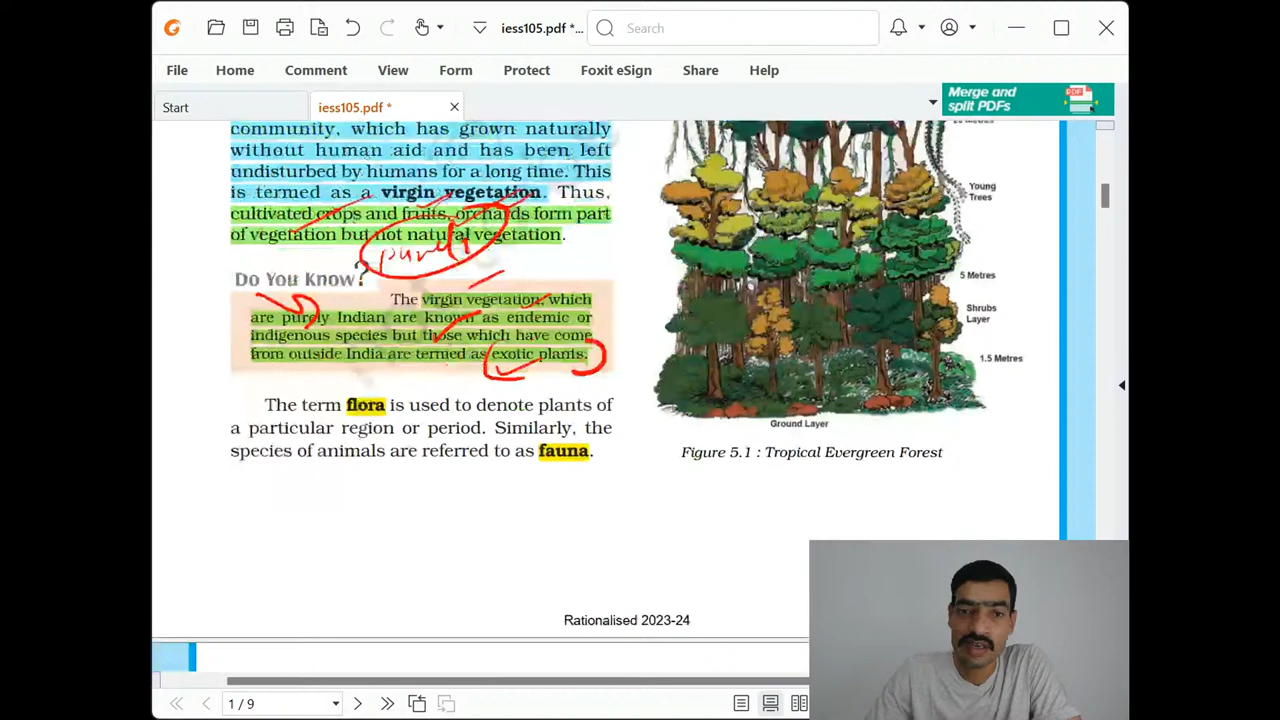 iess105.pdf *...
Search
File Home Comment View Form Protect Foxit eSign Share Help
Start
iess105.pdf *
Merge and
split PDFs
PDF
community, which has grown naturally
without human aid and has been left
undisturbed by humans for a long time. This
is termed as a virgin vegetation. Thus,
cultivated crops and fruits, orchards form part
of vegetation but not natural vegetation.
Do You Know?
The virgin vegetation, which
are purely Indian are known as endemic or
indigenous species but those which have come
from outside India are termed as exotic plants.
The term flora is used to denote plants of
a particular region or period. Similarly, the
species of animals are referred to as fauna.
Young
Trees
5 Metres
Shrubs
Layer
1.5 Metres
Ground Layer
Figure 5.1 : Tropical Evergreen Forest
Rationalised 2023-24
1 / 9